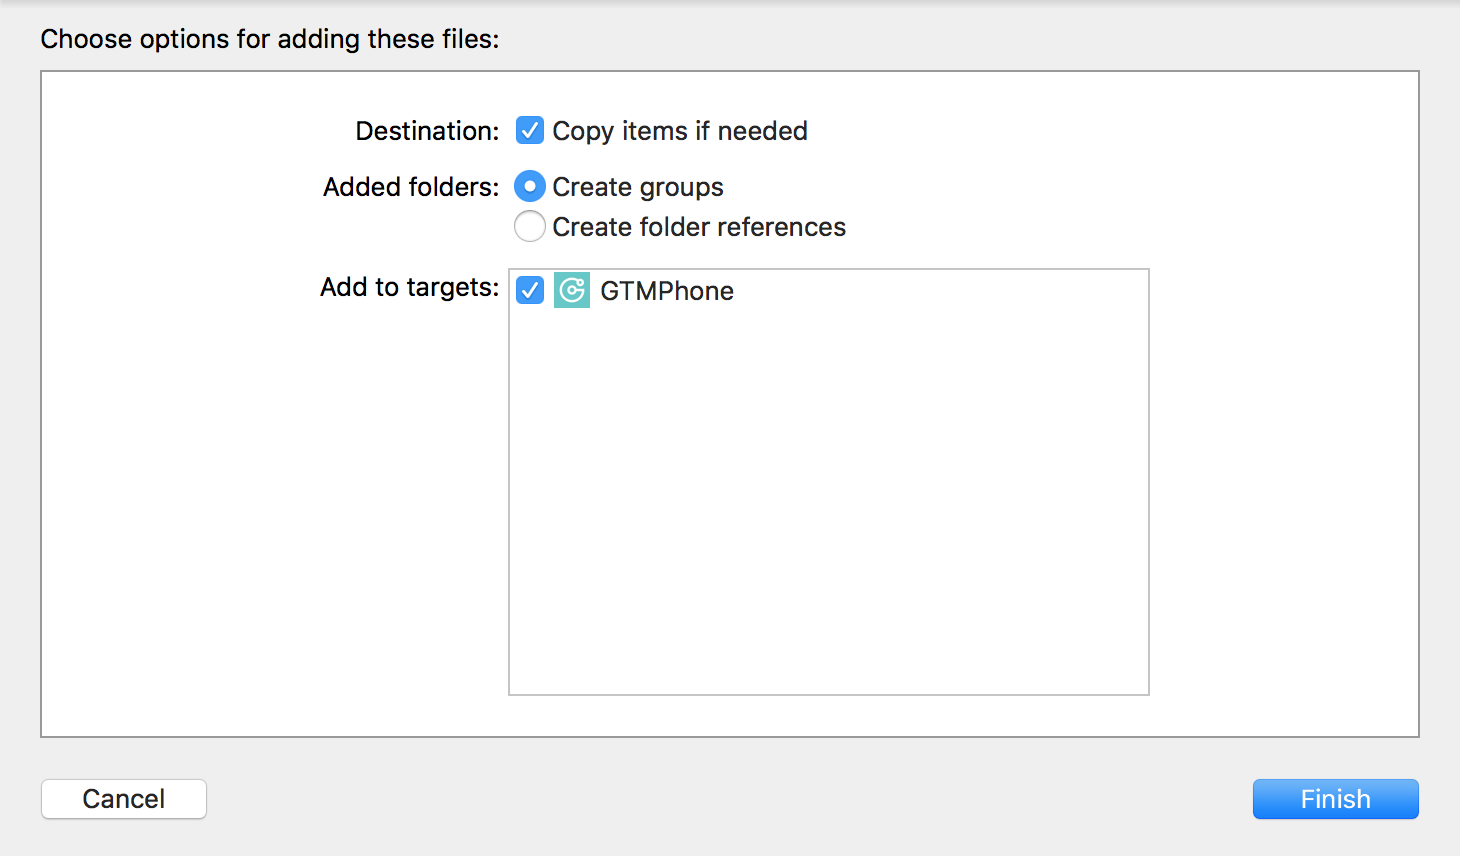 Choose options for adding these files:
Destination: Copy items if needed
Added folders: Create groups
Create folder references
Add to targets: GTMPhone
Cancel Finish